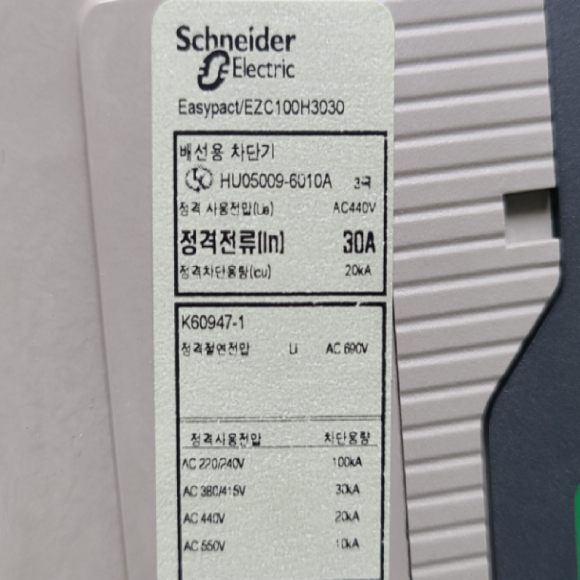 Schneider
Electric
Easypact/EZC100H3030
배선용 차단기
HU05009-6010A 3극
정격 사용전압(Ue) AC440V
정격전류(In) 30A
정격차단용량(Icu) 20kA
K60947-1
정격절연전압 Ui AC 690V
정격사용전압 차단용량
AC 220/240V 100kA
AC 380/415V 30kA
AC 440V 20kA
AC 550V 10kA